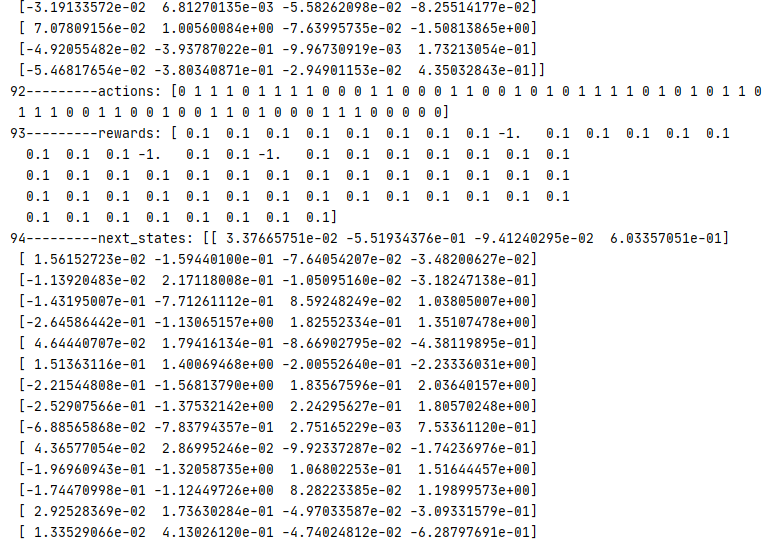 [-3.19133572e-02  6.81270135e-03 -5.58262098e-02 -8.25514177e-02]
[ 7.07809156e-02  1.00560084e+00 -7.63995735e-02 -1.50813865e+00]
[-4.92055482e-02 -3.93787022e-01 -9.96730919e-03  1.73213054e-01]
[-5.46817654e-02 -3.80340871e-01 -2.94901153e-02  4.35032843e-01]]
92---------actions: [0 1 1 1 0 1 1 1 1 0 0 0 1 1 0 0 0 1 1 0 0 1 0 1 0 1 1 1 1 0 1 0 1 0 1 1 0
1 1 1 0 0 1 1 0 0 1 0 0 1 1 0 1 0 0 0 1 1 1 0 0 0 0 0]
93---------rewards: [ 0.1  0.1  0.1  0.1  0.1  0.1  0.1  0.1 -1.   0.1  0.1  0.1  0.1  0.1
0.1  0.1  0.1 -1.   0.1  0.1 -1.   0.1  0.1  0.1  0.1  0.1  0.1  0.1
0.1  0.1  0.1  0.1  0.1  0.1  0.1  0.1  0.1  0.1  0.1  0.1  0.1  0.1
0.1  0.1  0.1  0.1  0.1  0.1  0.1  0.1  0.1  0.1  0.1  0.1  0.1  0.1
0.1  0.1  0.1  0.1  0.1  0.1  0.1  0.1]
94---------next_states: [[ 3.37665751e-02 -5.51934376e-01 -9.41240295e-02  6.03357051e-01]
[ 1.56152723e-02 -1.59440100e-01 -7.64054207e-02 -3.48200627e-02]
[-1.13920483e-02  2.17118008e-01 -1.05095160e-02 -3.18247138e-01]
[-1.43195007e-01 -7.71261112e-01  8.59248249e-02  1.03805007e+00]
[-2.64586442e-01 -1.13065157e+00  1.82552334e-01  1.35107478e+00]
[ 4.64440707e-02  1.79416134e-01 -8.66902795e-02 -4.38119895e-01]
[ 1.51363116e-01  1.40069468e+00 -2.00552640e-01 -2.23336031e+00]
[-2.21544808e-01 -1.56813790e+00  1.83567596e-01  2.03640157e+00]
[-2.52907566e-01 -1.37532142e+00  2.24295627e-01  1.80570248e+00]
[-6.88565868e-02 -7.83794357e-01  2.75165229e-03  7.53361120e-01]
[ 4.36577054e-02  2.86995246e-02 -9.92337287e-02 -1.74236976e-01]
[-1.96960943e-01 -1.32058735e+00  1.06802253e-01  1.51644457e+00]
[-1.74470998e-01 -1.12449726e+00  8.28223385e-02  1.19899573e+00]
[ 2.92528369e-02  1.73630284e-01 -4.97033587e-02 -3.09331579e-01]
[ 1.33529066e-02  4.13026120e-01 -4.74024812e-02 -6.28797691e-01]